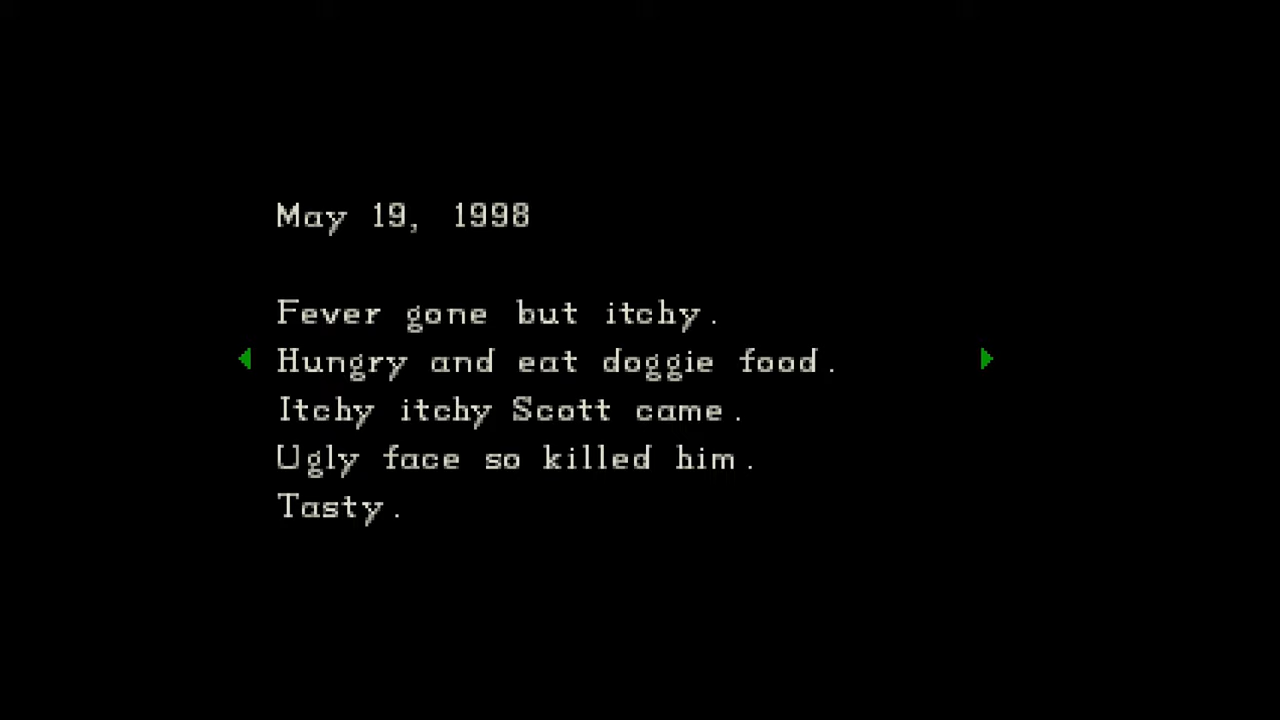 May 19, 1998
Fever gone but itchy.
Hungry and eat doggie food.
Itchy itchy Scott came.
Ugly face so killed him.
Tasty.